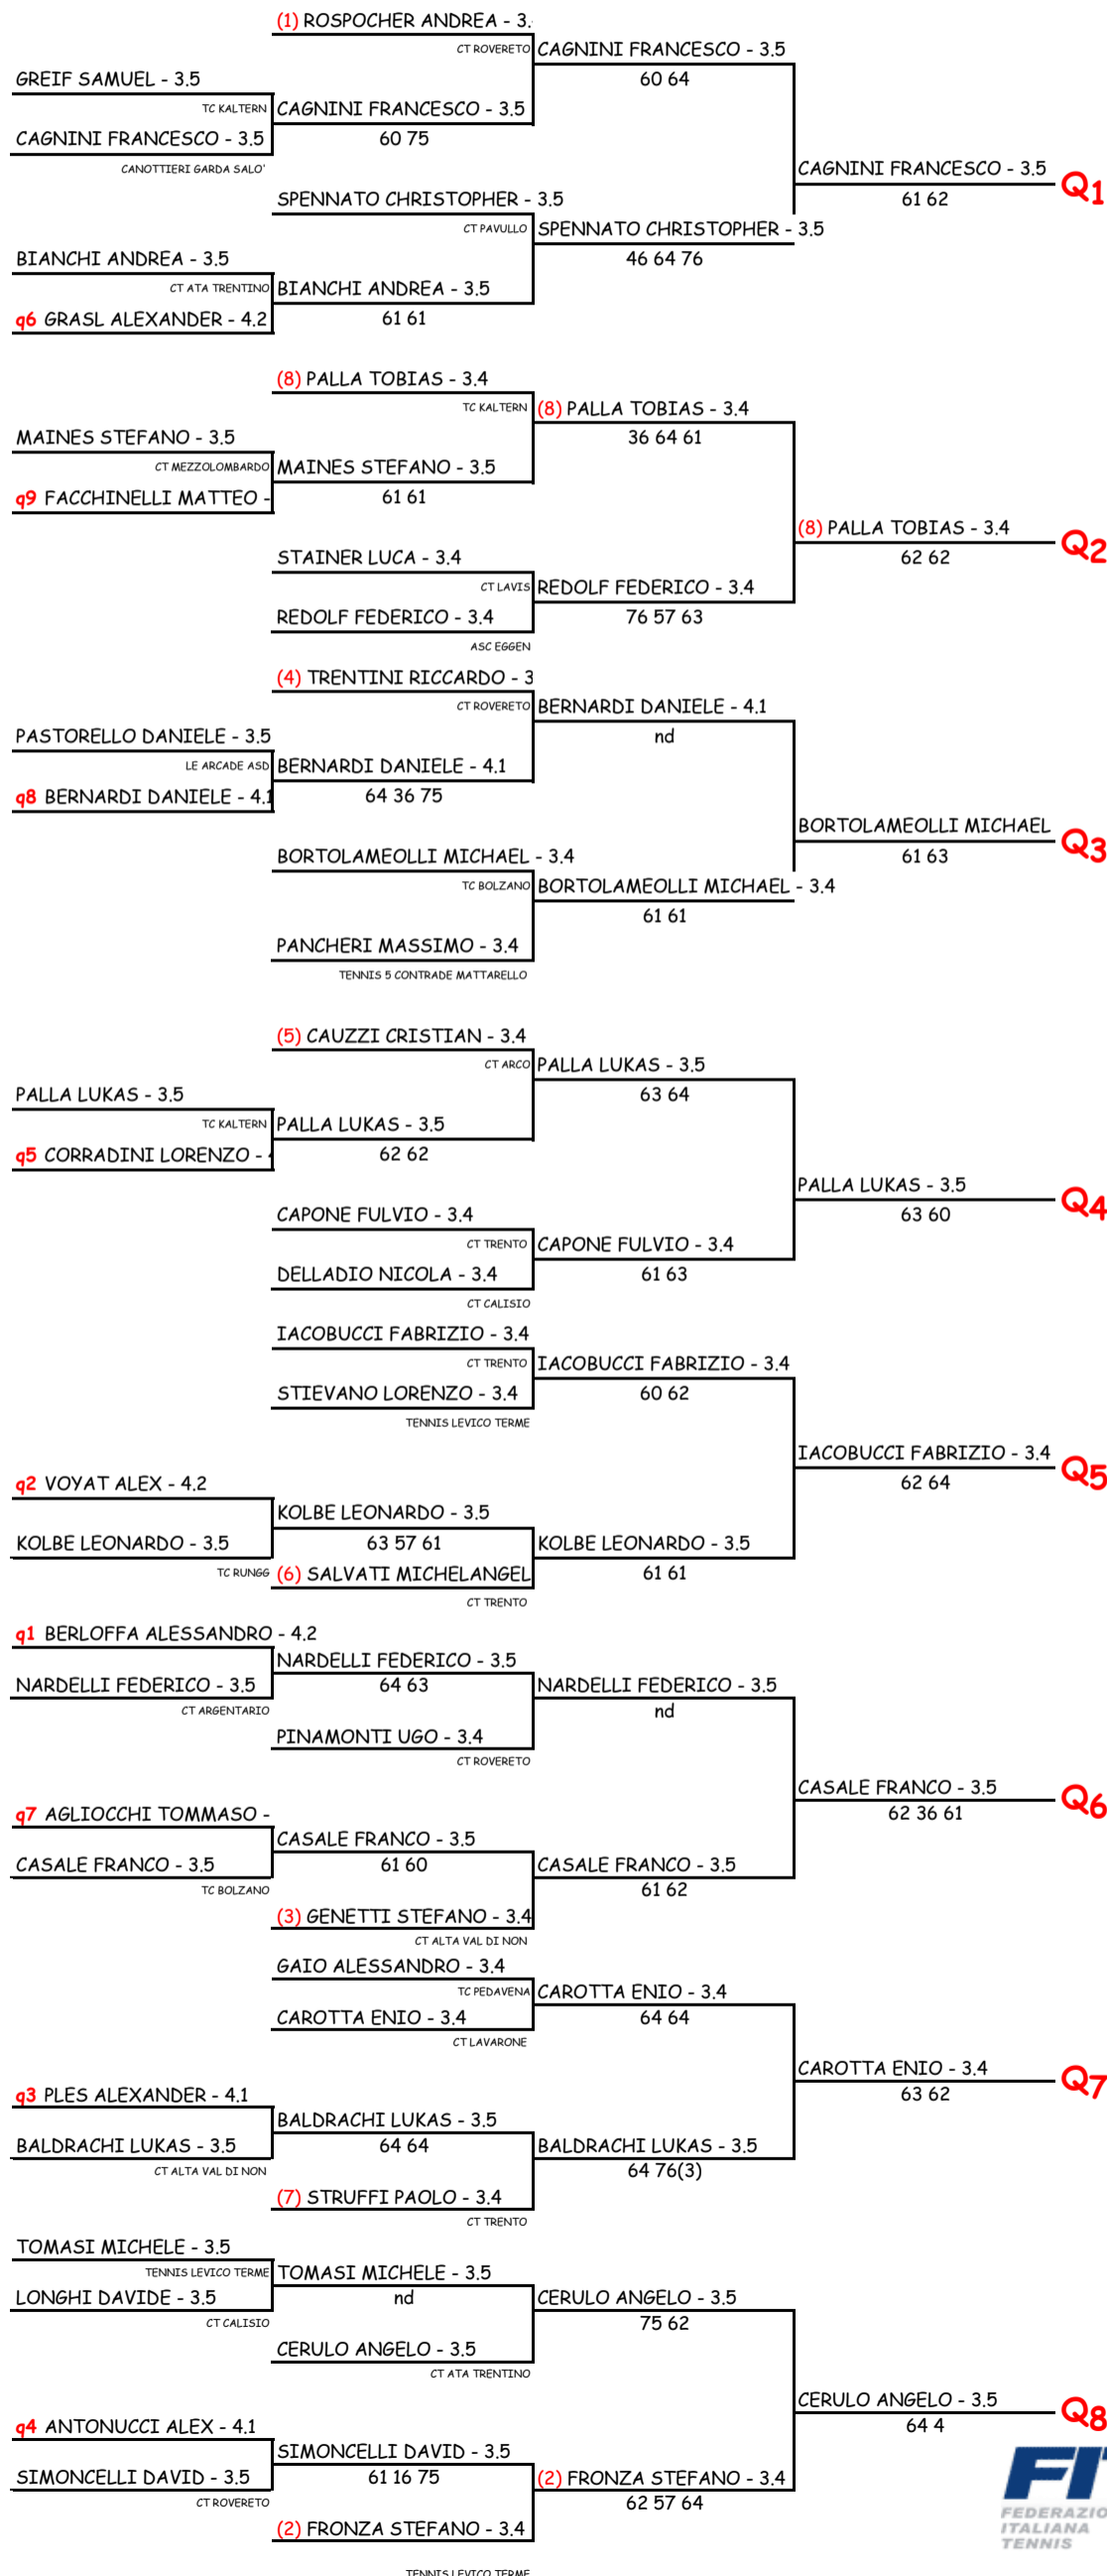 (1) ROSPOCHER ANDREA - 3.
CT ROVERETO
CAGNINI FRANCESCO - 3.5
60 64
GREIF SAMUEL - 3.5
TC KALTERN
CAGNINI FRANCESCO - 3.5
60 75
CAGNINI FRANCESCO - 3.5
CANOTTIERI GARDA SALO'
CAGNINI FRANCESCO - 3.5
61 62
Q1
SPENNATO CHRISTOPHER - 3.5
CT PAVULLO
SPENNATO CHRISTOPHER - 3.5
46 64 76
BIANCHI ANDREA - 3.5
CT ATA TRENTINO
BIANCHI ANDREA - 3.5
61 61
q6 GRASL ALEXANDER - 4.2
(8) PALLA TOBIAS - 3.4
TC KALTERN
(8) PALLA TOBIAS - 3.4
36 64 61
MAINES STEFANO - 3.5
CT MEZZOLOMBARDO
MAINES STEFANO - 3.5
61 61
q9 FACCHINELLI MATTEO -
(8) PALLA TOBIAS - 3.4
62 62
Q2
STAINER LUCA - 3.4
CT LAVIS
REDOLF FEDERICO - 3.4
76 57 63
REDOLF FEDERICO - 3.4
ASC EGGEN
(4) TRENTINI RICCARDO - 3
CT ROVERETO
BERNARDI DANIELE - 4.1
nd
PASTORELLO DANIELE - 3.5
LE ARCADE ASD
BERNARDI DANIELE - 4.1
64 36 75
q8 BERNARDI DANIELE - 4.1
BORTOLAMEOLLI MICHAEL
61 63
Q3
BORTOLAMEOLLI MICHAEL - 3.4
TC BOLZANO
BORTOLAMEOLLI MICHAEL - 3.4
61 61
PANCHERI MASSIMO - 3.4
TENNIS 5 CONTRADE MATTARELLO
(5) CAUZZI CRISTIAN - 3.4
CT ARCO
PALLA LUKAS - 3.5
63 64
PALLA LUKAS - 3.5
TC KALTERN
PALLA LUKAS - 3.5
62 62
q5 CORRADINI LORENZO -
PALLA LUKAS - 3.5
63 60
Q4
CAPONE FULVIO - 3.4
CT TRENTO
CAPONE FULVIO - 3.4
61 63
DELLADIO NICOLA - 3.4
CT CALISIO
IACOBUCCI FABRIZIO - 3.4
CT TRENTO
IACOBUCCI FABRIZIO - 3.4
60 62
STIEVANO LORENZO - 3.4
TENNIS LEVICO TERME
IACOBUCCI FABRIZIO - 3.4
62 64
Q5
q2 VOYAT ALEX - 4.2
KOLBE LEONARDO - 3.5
63 57 61
KOLBE LEONARDO - 3.5
TC RUNGG
KOLBE LEONARDO - 3.5
61 61
(6) SALVATI MICHELANGEL
CT TRENTO
q1 BERLOFFA ALESSANDRO - 4.2
NARDELLI FEDERICO - 3.5
64 63
NARDELLI FEDERICO - 3.5
CT ARGENTARIO
NARDELLI FEDERICO - 3.5
nd
PINAMONTI UGO - 3.4
CT ROVERETO
CASALE FRANCO - 3.5
62 36 61
Q6
q7 AGLIOCCHI TOMMASO -
CASALE FRANCO - 3.5
61 60
CASALE FRANCO - 3.5
TC BOLZANO
CASALE FRANCO - 3.5
61 62
(3) GENETTI STEFANO - 3.4
CT ALTA VAL DI NON
GAIO ALESSANDRO - 3.4
TC PEDAVENA
CAROTTA ENIO - 3.4
64 64
CAROTTA ENIO - 3.4
CT LAVARONE
CAROTTA ENIO - 3.4
63 62
Q7
q3 PLES ALEXANDER - 4.1
BALDRACHI LUKAS - 3.5
64 64
BALDRACHI LUKAS - 3.5
CT ALTA VAL DI NON
BALDRACHI LUKAS - 3.5
64 76(3)
(7) STRUFFI PAOLO - 3.4
CT TRENTO
TOMASI MICHELE - 3.5
TENNIS LEVICO TERME
TOMASI MICHELE - 3.5
nd
LONGHI DAVIDE - 3.5
CT CALISIO
CERULO ANGELO - 3.5
75 62
CERULO ANGELO - 3.5
CT ATA TRENTINO
CERULO ANGELO - 3.5
64 4
Q8
q4 ANTONUCCI ALEX - 4.1
SIMONCELLI DAVID - 3.5
61 16 75
SIMONCELLI DAVID - 3.5
CT ROVERETO
(2) FRONZA STEFANO - 3.4
62 57 64
(2) FRONZA STEFANO - 3.4
TENNIS LEVICO TERME
FIT
FEDERAZIO
ITALIANA
TENNIS